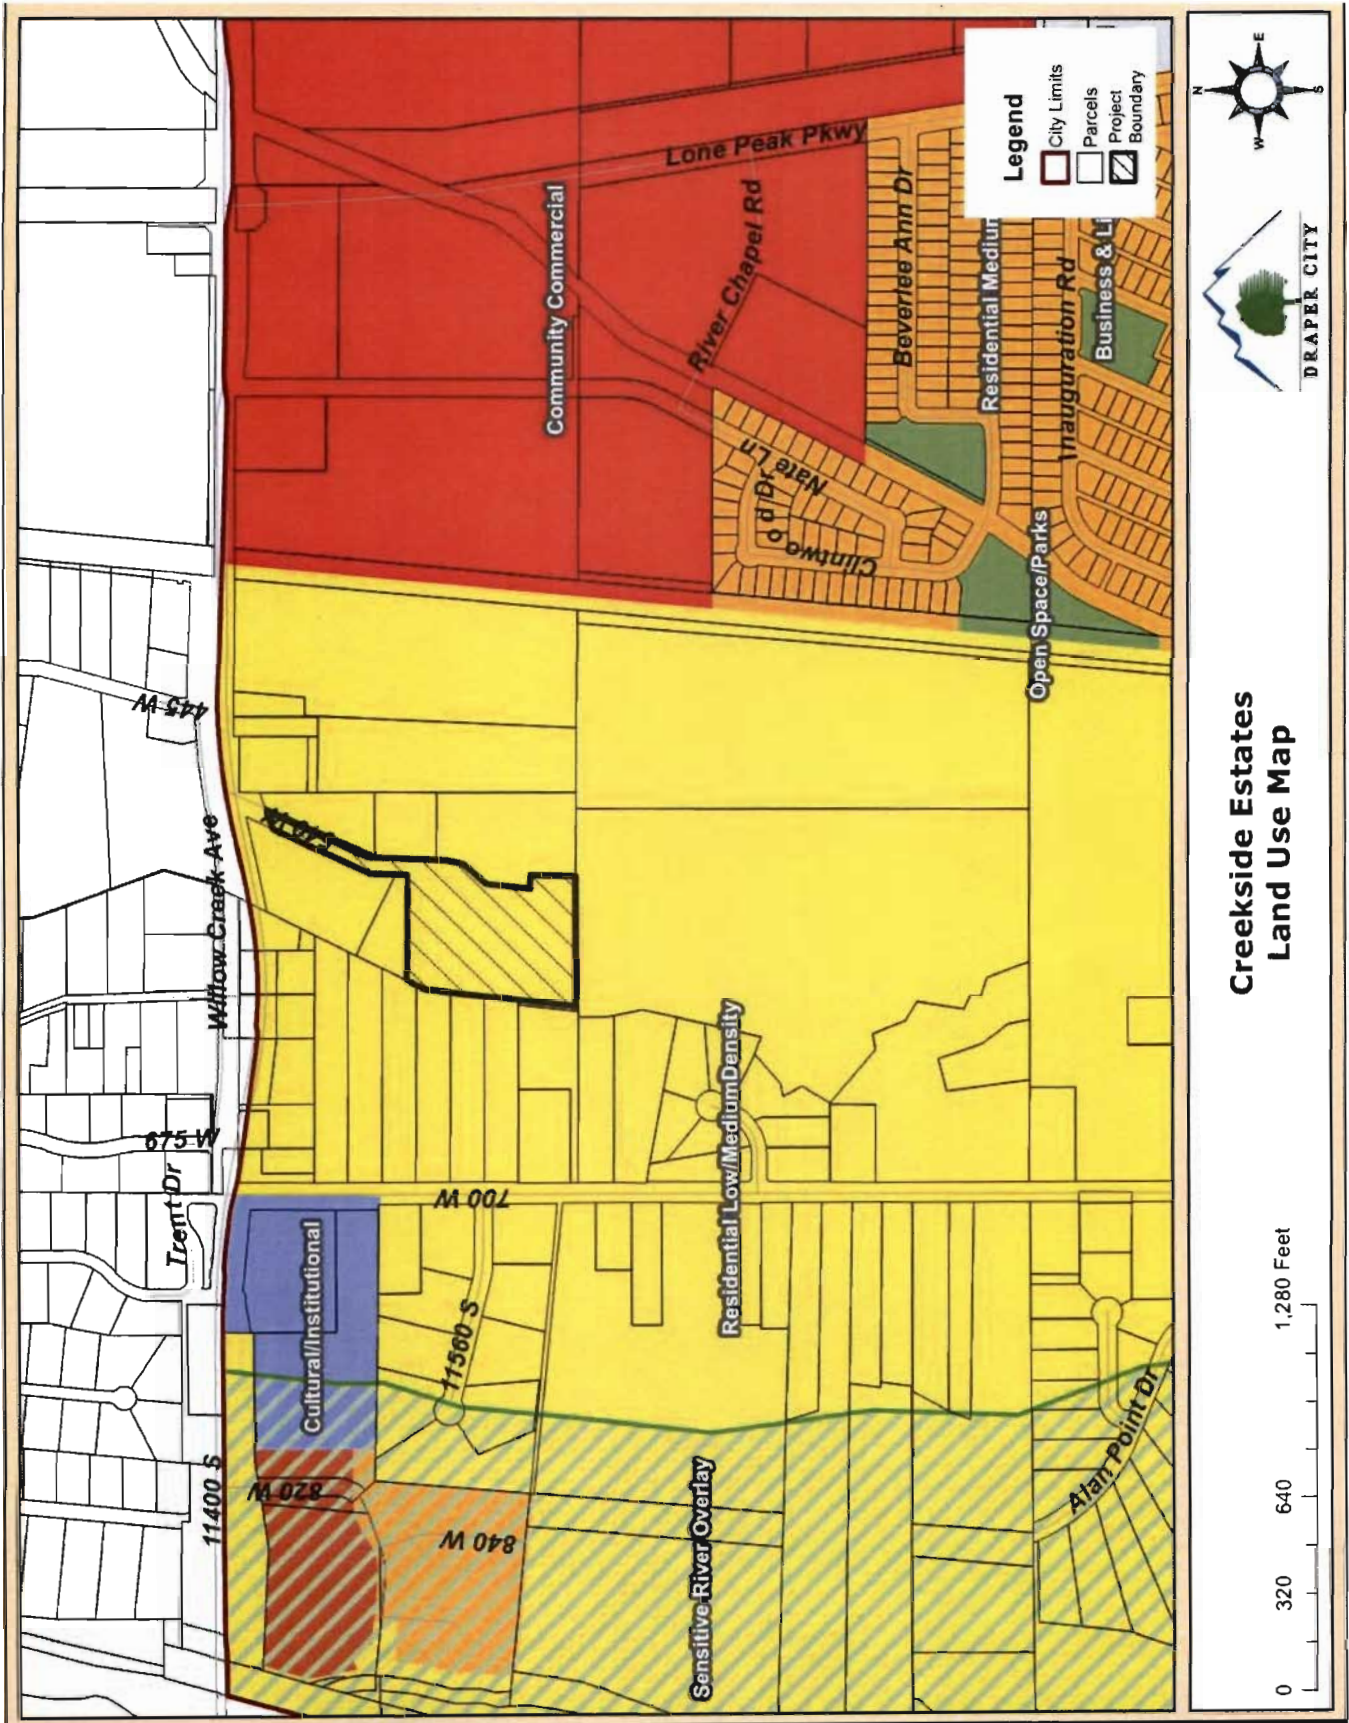 Willow Creek Ave
445 W
675 W
Trent Dr
11400 S
700 W
11560 S
820 W
840 W
Cultural/Institutional
Sensitive River Overlay
Residential Low/MediumDensity
Alan Point Dr
Community Commercial
Lone Peak Pkwy
River Chapel Rd
Beverlee Ann Dr
Nate Ln
Clintwood Dr
Residential Medium
Inauguration Rd
Business & Li
Open Space/Parks
Legend
City Limits
Parcels
Project
Boundary
N
E
S
W
DRAPER CITY
Creekside Estates
Land Use Map
0 320 640 1,280 Feet